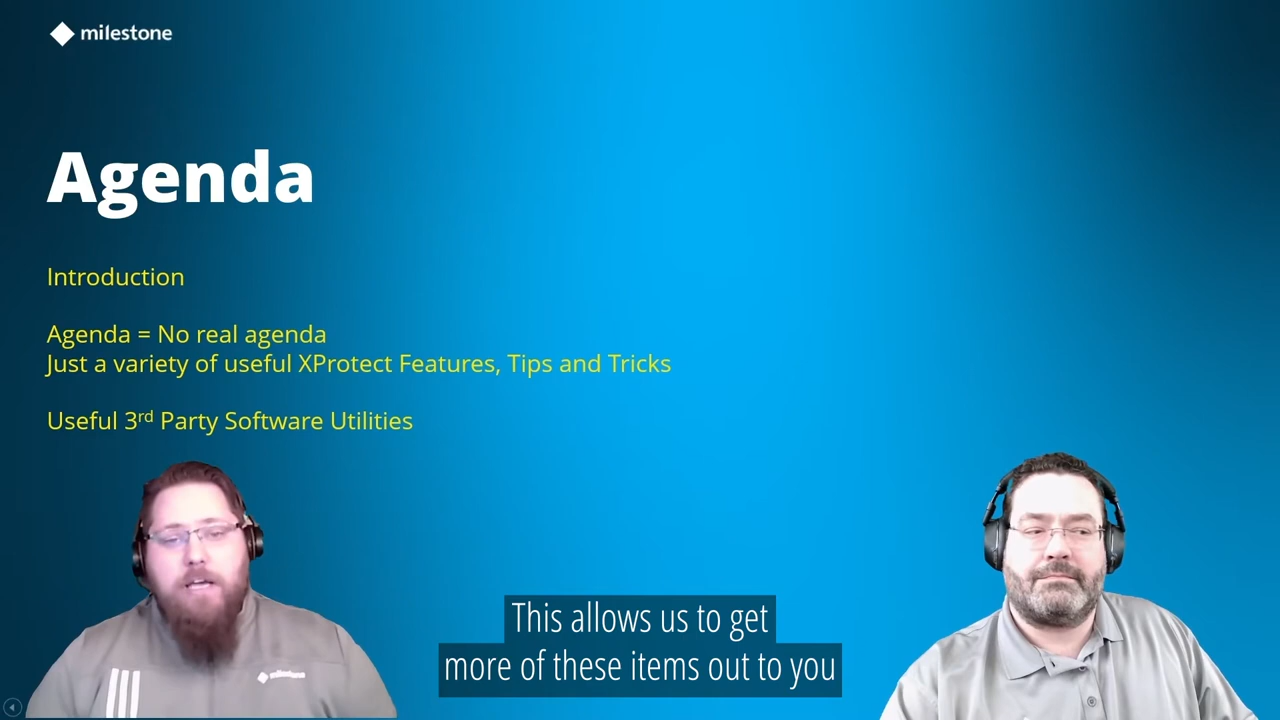 milestone
Agenda
Introduction
Agenda = No real agenda
Just a variety of useful XProtect Features, Tips and Tricks
Useful 3rd Party Software Utilities
milestone
This allows us to get
more of these items out to you